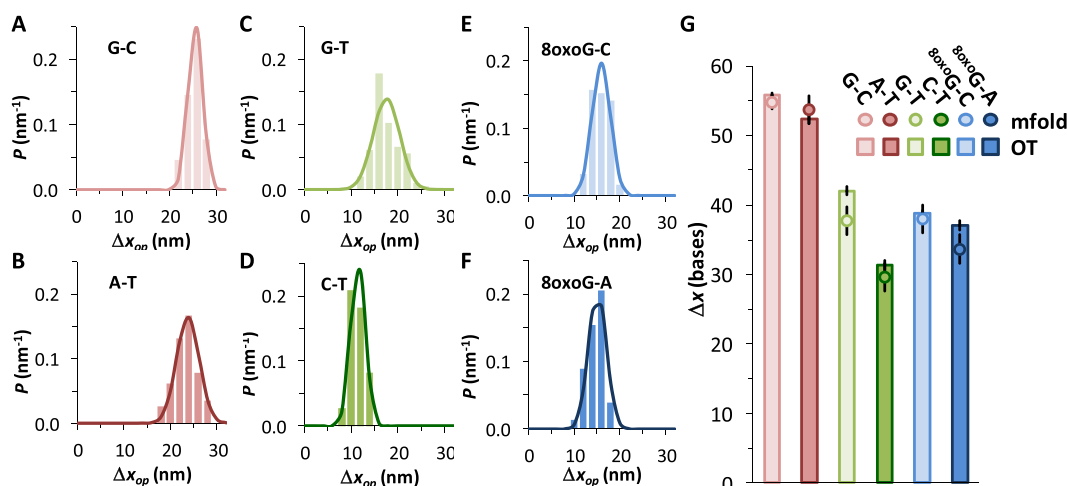 A
G-C
P (nm⁻¹)
0.2
0.1
0.0
0 10 20 30
Δx_op (nm)
B
A-T
P (nm⁻¹)
0.2
0.1
0.0
0 10 20 30
Δx_op (nm)
C
G-T
P (nm⁻¹)
0.2
0.1
0.0
0 10 20 30
Δx_op (nm)
D
C-T
P (nm⁻¹)
0.2
0.1
0.0
0 10 20 30
Δx_op (nm)
E
8oxoG-C
P (nm⁻¹)
0.2
0.1
0.0
0 10 20 30
Δx_op (nm)
F
8oxoG-A
P (nm⁻¹)
0.2
0.1
0.0
0 10 20 30
Δx_op (nm)
G
Δx (bases)
60
50
40
30
20
10
0
G-C
A-T
G-T
C-T
⁸ᵒˣᵒG-C
⁸ᵒˣᵒG-A
mfold
OT